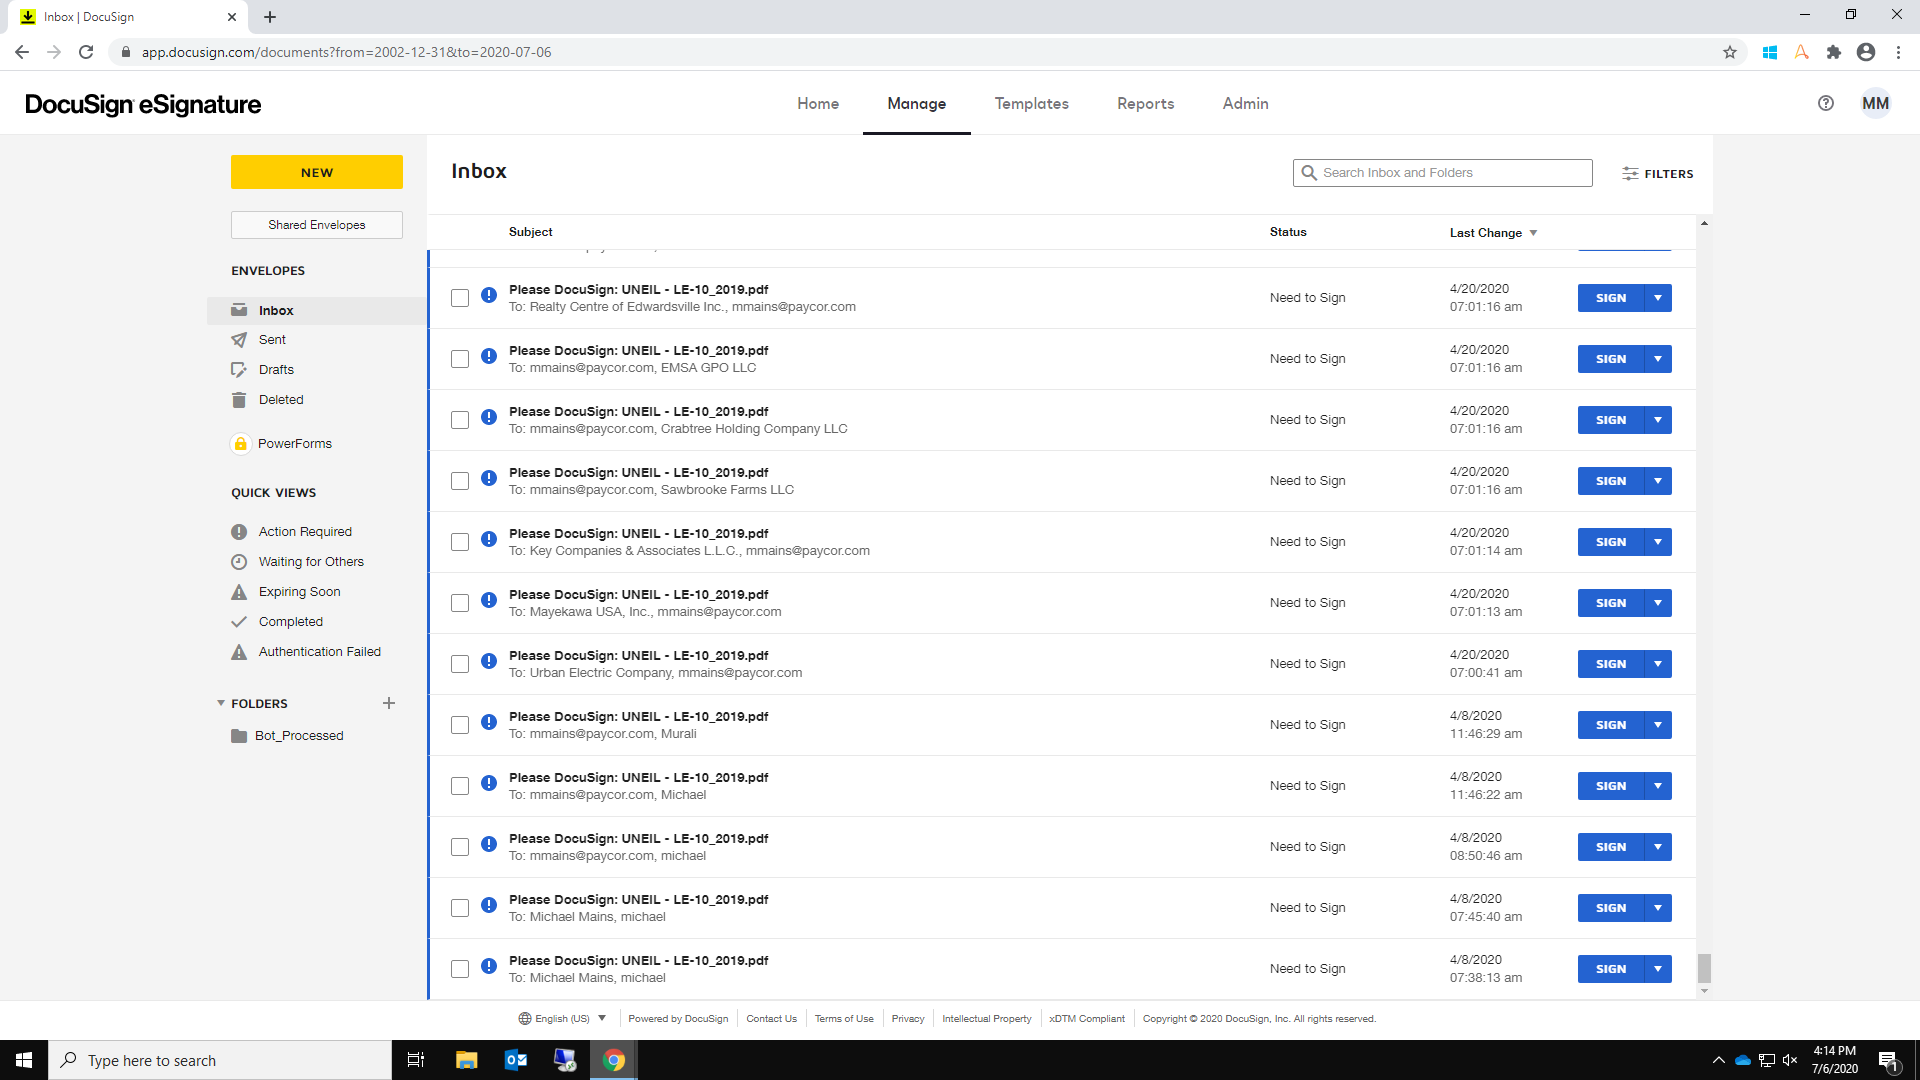 Inbox | DocuSign
app.docusign.com/documents?from=2002-12-31&to=2020-07-06
DocuSign eSignature
Home
Manage
Templates
Reports
Admin
MM
NEW
Shared Envelopes
ENVELOPES
Inbox
Sent
Drafts
Deleted
PowerForms
QUICK VIEWS
Action Required
Waiting for Others
Expiring Soon
Completed
Authentication Failed
FOLDERS
Bot_Processed
Inbox
Search Inbox and Folders
FILTERS
Subject Status Last Change
Please DocuSign: UNEIL - LE-10_2019.pdf
To: Realty Centre of Edwardsville Inc., mmains@paycor.com
Need to Sign
4/20/2020
07:01:16 am
SIGN
Please DocuSign: UNEIL - LE-10_2019.pdf
To: mmains@paycor.com, EMSA GPO LLC
Need to Sign
4/20/2020
07:01:16 am
SIGN
Please DocuSign: UNEIL - LE-10_2019.pdf
To: mmains@paycor.com, Crabtree Holding Company LLC
Need to Sign
4/20/2020
07:01:16 am
SIGN
Please DocuSign: UNEIL - LE-10_2019.pdf
To: mmains@paycor.com, Sawbrooke Farms LLC
Need to Sign
4/20/2020
07:01:16 am
SIGN
Please DocuSign: UNEIL - LE-10_2019.pdf
To: Key Companies & Associates L.L.C., mmains@paycor.com
Need to Sign
4/20/2020
07:01:14 am
SIGN
Please DocuSign: UNEIL - LE-10_2019.pdf
To: Mayekawa USA, Inc., mmains@paycor.com
Need to Sign
4/20/2020
07:01:13 am
SIGN
Please DocuSign: UNEIL - LE-10_2019.pdf
To: Urban Electric Company, mmains@paycor.com
Need to Sign
4/20/2020
07:00:41 am
SIGN
Please DocuSign: UNEIL - LE-10_2019.pdf
To: mmains@paycor.com, Murali
Need to Sign
4/8/2020
11:46:29 am
SIGN
Please DocuSign: UNEIL - LE-10_2019.pdf
To: mmains@paycor.com, Michael
Need to Sign
4/8/2020
11:46:22 am
SIGN
Please DocuSign: UNEIL - LE-10_2019.pdf
To: mmains@paycor.com, michael
Need to Sign
4/8/2020
08:50:46 am
SIGN
Please DocuSign: UNEIL - LE-10_2019.pdf
To: Michael Mains, michael
Need to Sign
4/8/2020
07:45:40 am
SIGN
Please DocuSign: UNEIL - LE-10_2019.pdf
To: Michael Mains, michael
Need to Sign
4/8/2020
07:38:13 am
SIGN
English (US) Powered by DocuSign Contact Us Terms of Use Privacy Intellectual Property xDTM Compliant Copyright © 2020 DocuSign, Inc. All rights reserved.
Type here to search
4:14 PM
7/6/2020
1